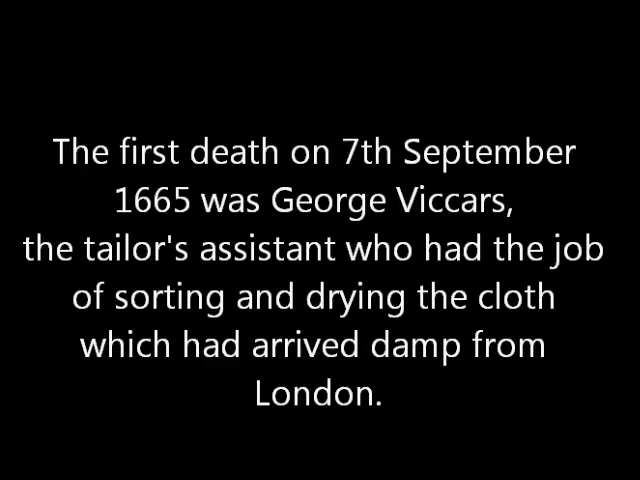 The first death on 7th September
1665 was George Viccars,
the tailor's assistant who had the job
of sorting and drying the cloth
which had arrived damp from
London.